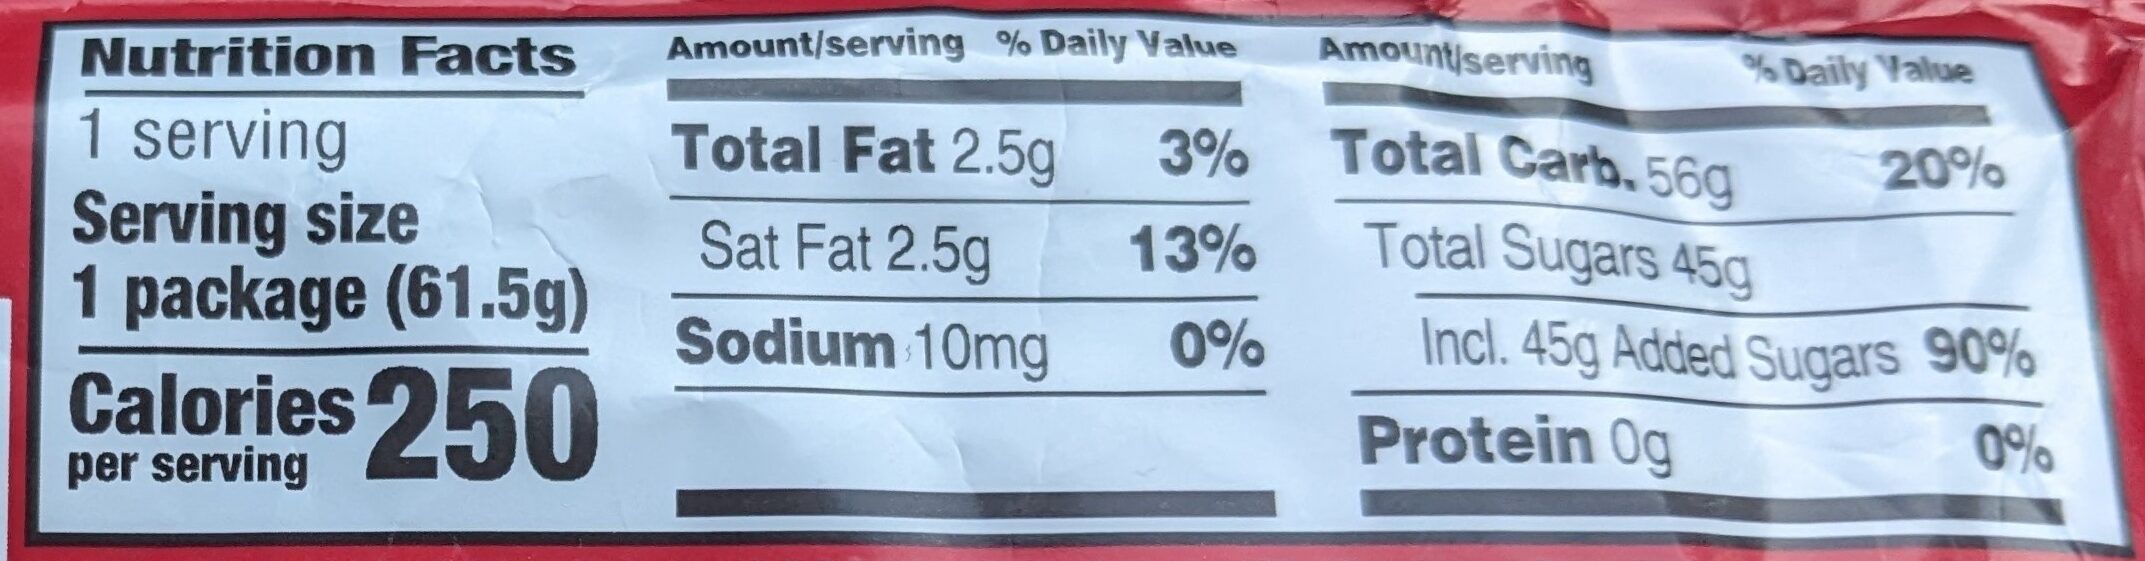 Nutrition Facts
1 serving
Serving size
1 package (61.5g)
Calories 250
per serving
Amount/serving % Daily Value
Total Fat 2.5g 3%
Sat Fat 2.5g 13%
Sodium 10mg 0%
Amount/serving % Daily Value
Total Carb. 56g 20%
Total Sugars 45g
Incl. 45g Added Sugars 90%
Protein 0g 0%